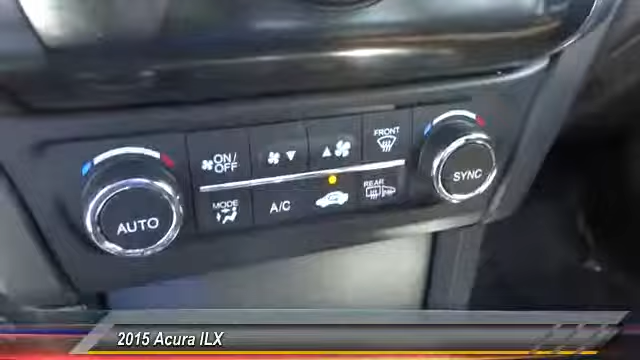 ON/
OFF
FRONT
AUTO
MODE
A/C
REAR
SYNC
2015 Acura ILX